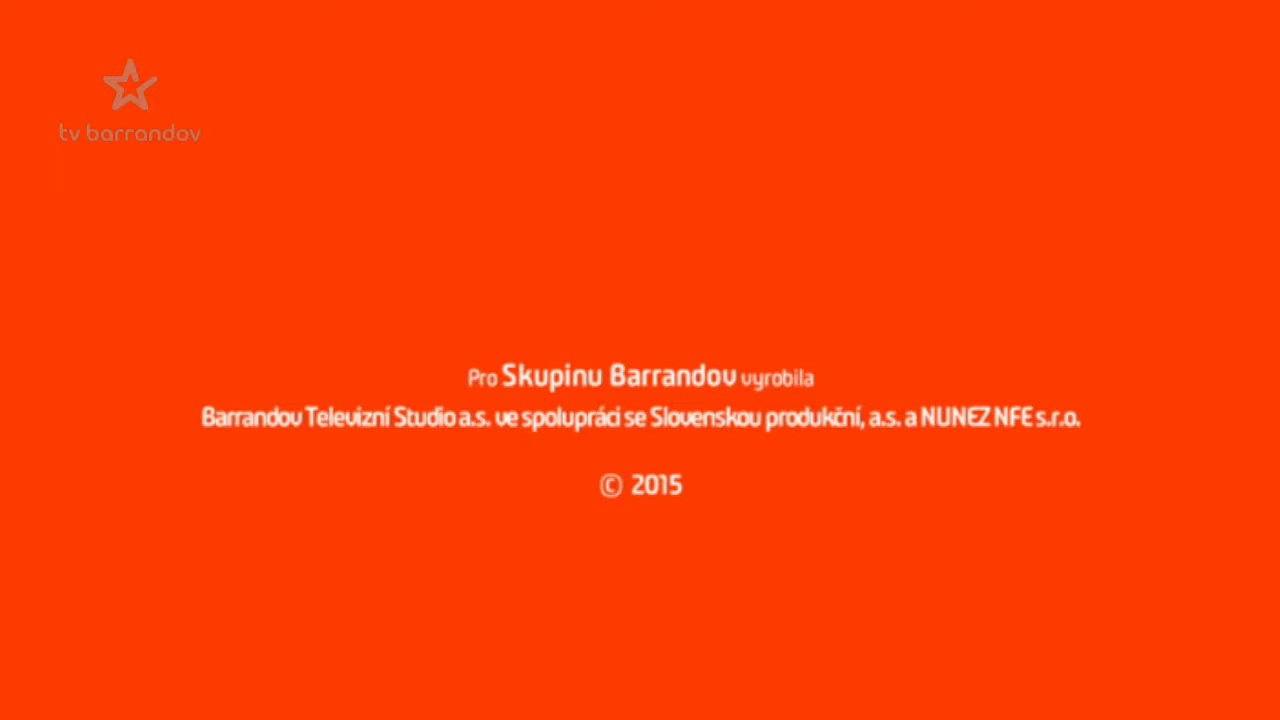 tv barrandov
Pro Skupinu Barrandov vyrobila
Barrandov Televizní Studio a.s. ve spolupráci se Slovenskou produkční, a.s. a NUNEZ NFE s.r.o.
© 2015